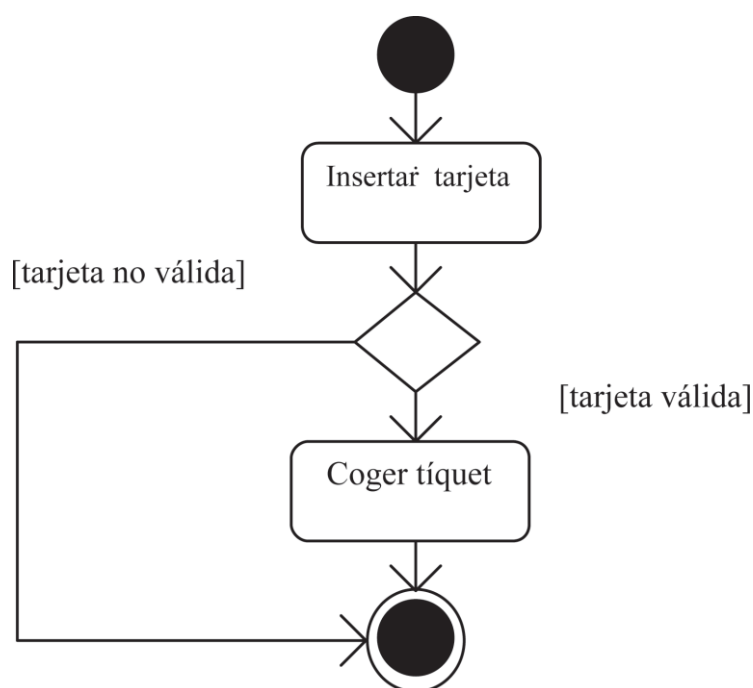 Insertar tarjeta
[tarjeta no válida]
[tarjeta válida]
Coger tíquet